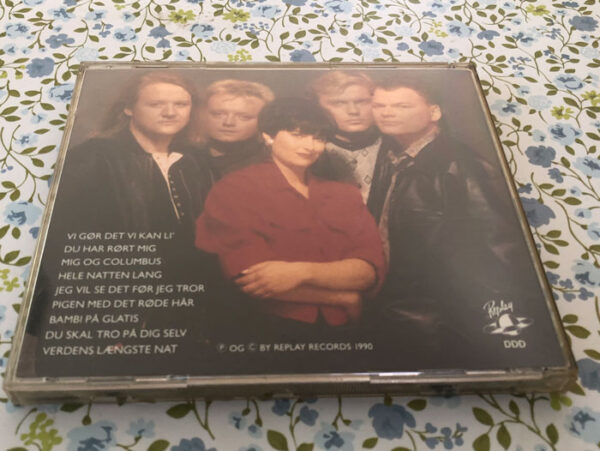 VI GØR DET VI KAN LI'
DU HAR RØRT MIG
MIG OG COLUMBUS
HELE NATTEN LANG
JEG VIL SE DET FØR JEG TROR
PIGEN MED DET RØDE HÅR
BAMBI PÅ GLATIS
DU SKAL TRO PÅ DIG SELV
VERDENS LÆNGSTE NAT
℗ OG © BY REPLAY RECORDS 1990
Replay
DDD